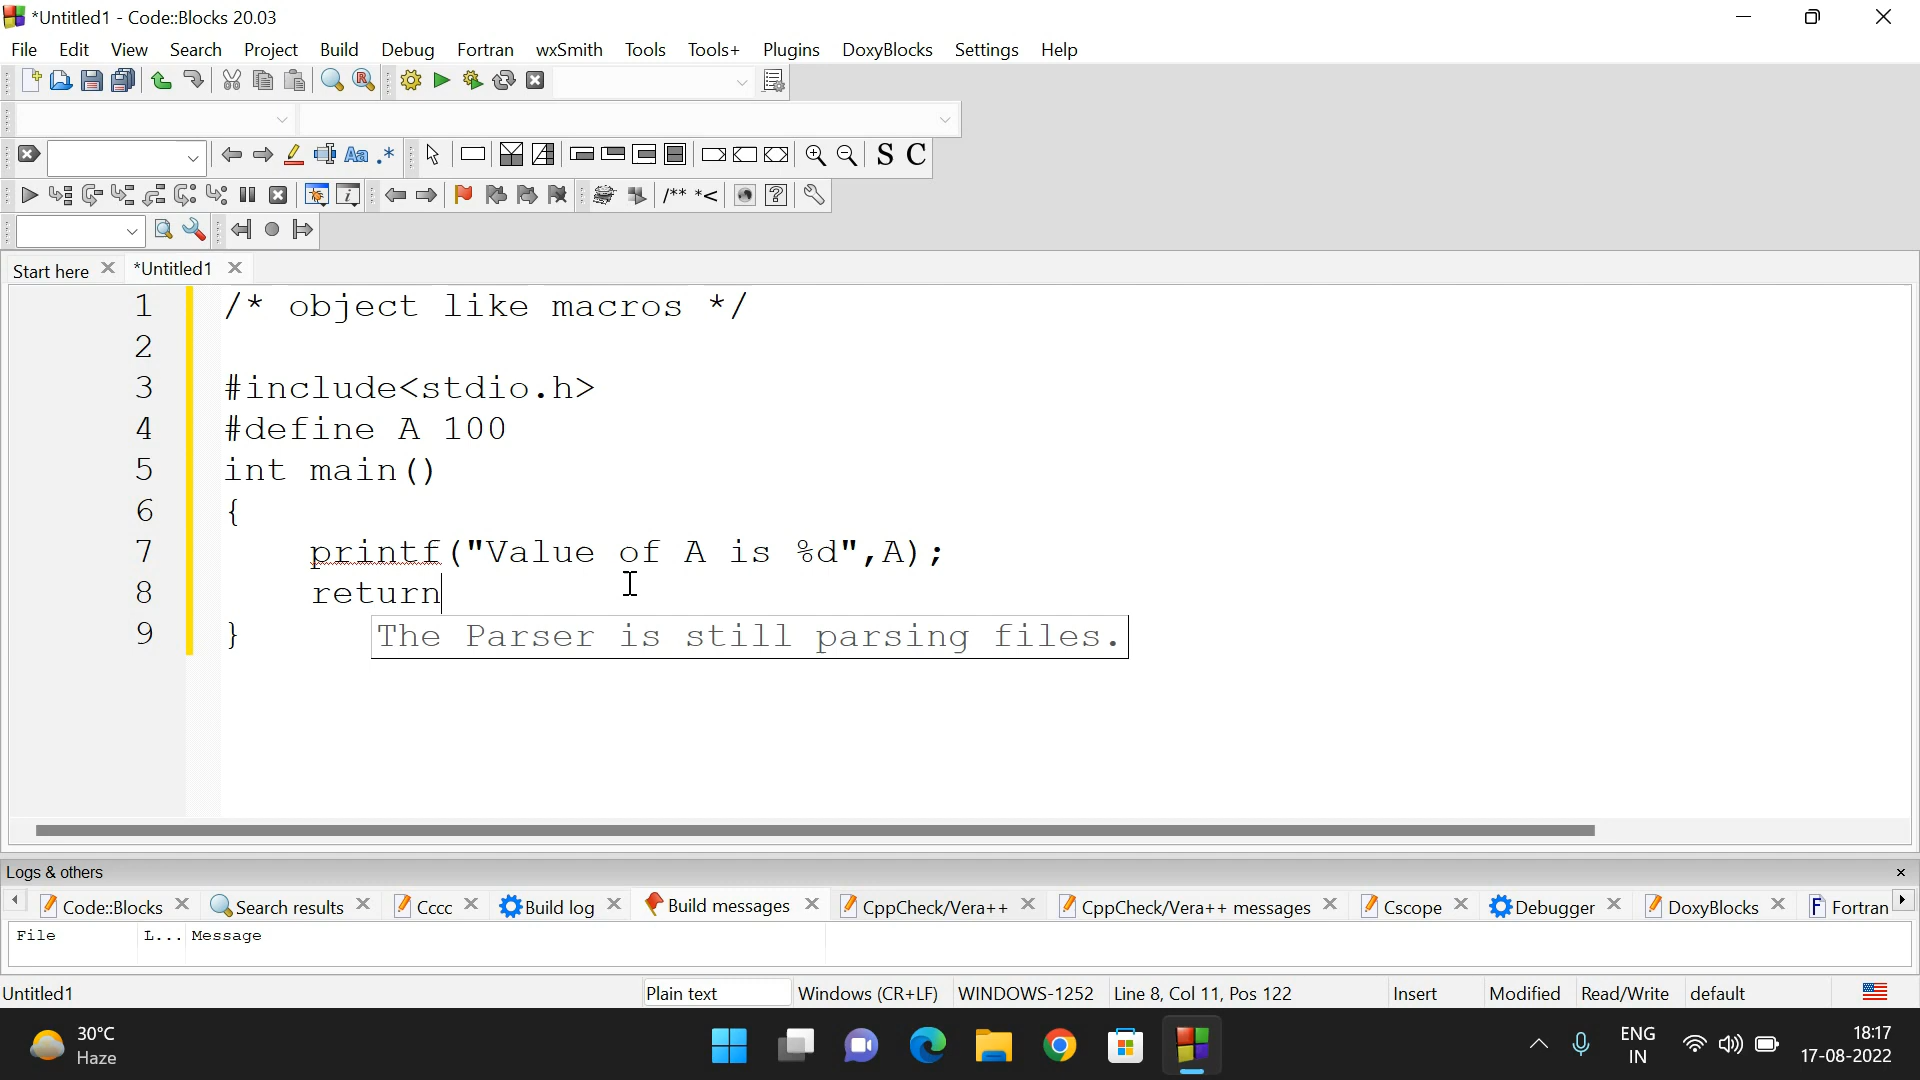 *Untitled1 - Code::Blocks 20.03
File Edit View Search Project Build Debug Fortran wxSmith Tools Tools+ Plugins DoxyBlocks Settings Help
Aa .* S C
/** *<
Start here *Untitled1
1 /* object like macros */
2
3 #include<stdio.h>
4 #define A 100
5 int main()
6 {
7 printf("Value of A is %d",A);
8 return
9 }
The Parser is still parsing files.
Logs & others
Code::Blocks Search results Cccc Build log Build messages CppCheck/Vera++ CppCheck/Vera++ messages Cscope Debugger DoxyBlocks Fortran
File L... Message
Untitled1 Plain text Windows (CR+LF) WINDOWS-1252 Line 8, Col 11, Pos 122 Insert Modified Read/Write default
30°C
Haze
ENG
IN
18:17
17-08-2022